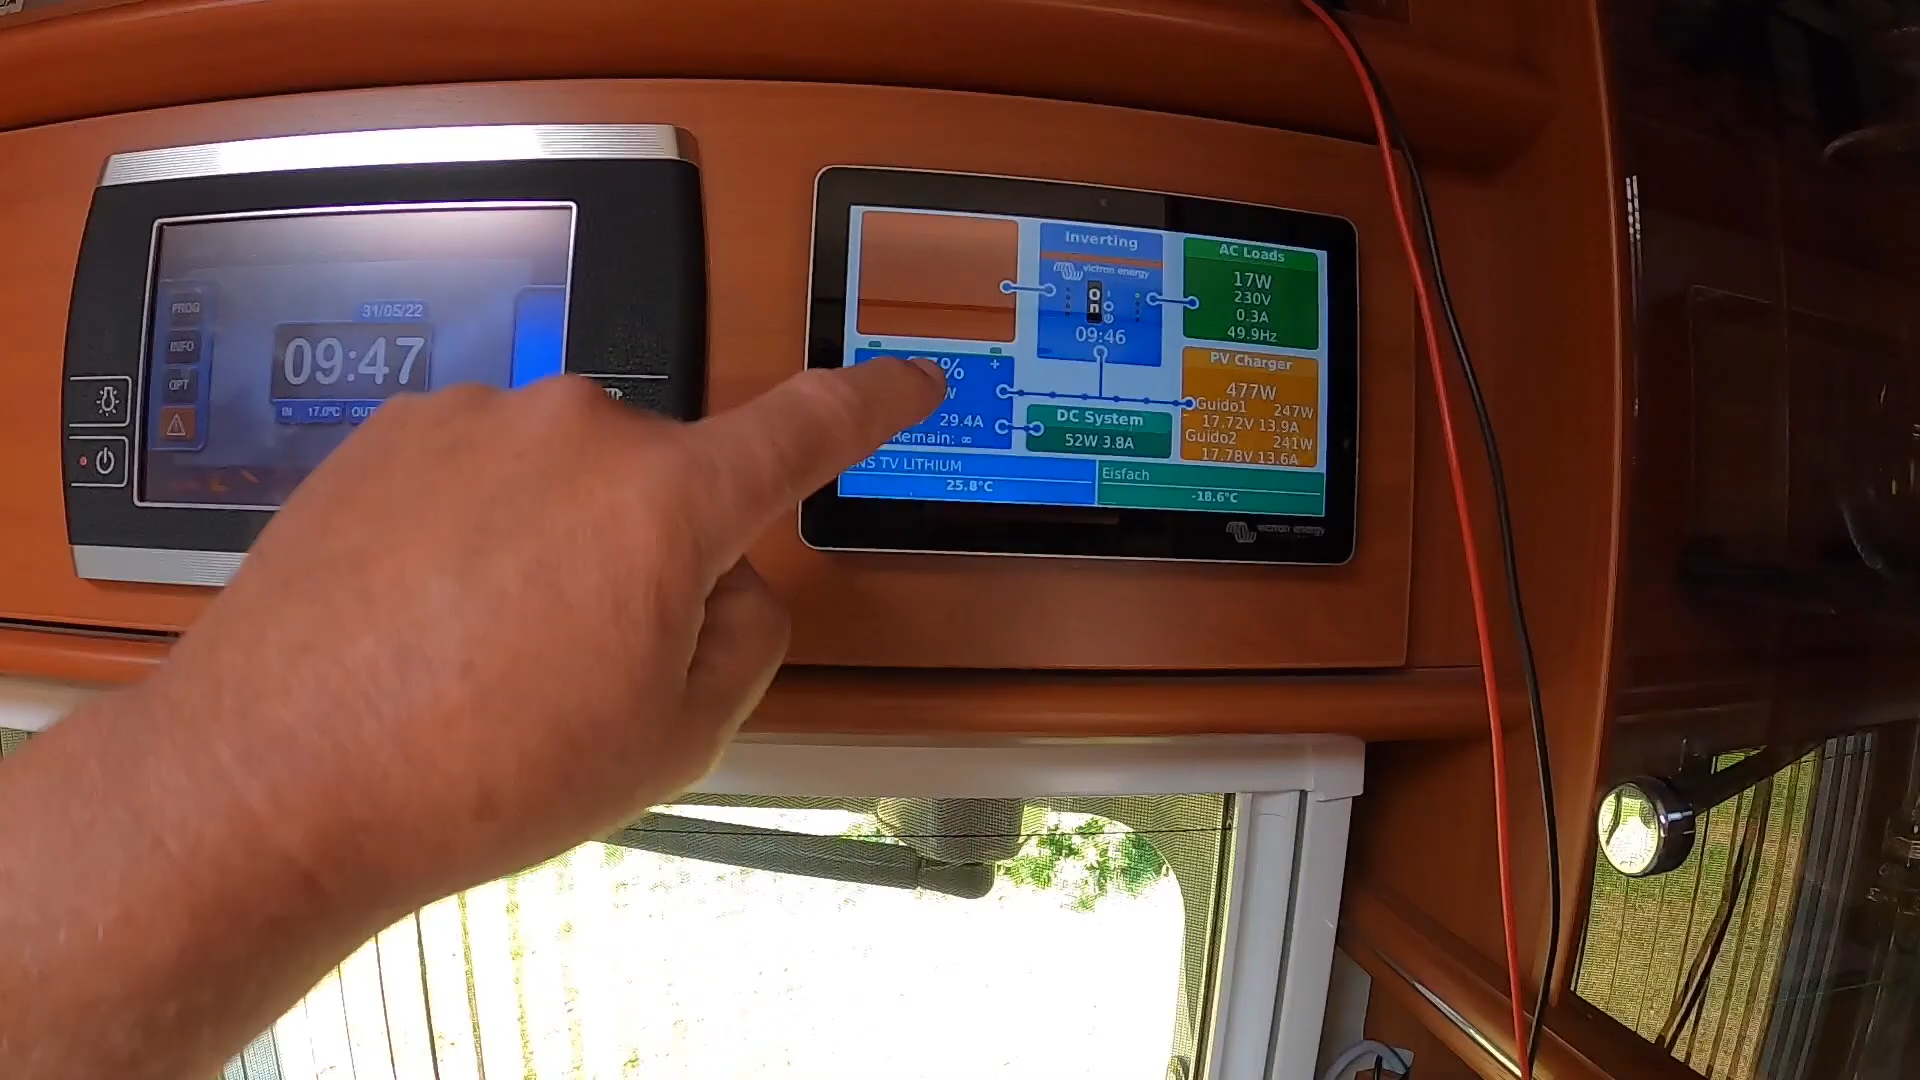 PROG
INFO
OPT
31/05/22
09:47
IN 17.0°C OUT
Inverting
victron energy
on
09:46
AC Loads
17W
230V
0.3A
49.9Hz
%
+
W
29.4A
Remain: ∞
DC System
52W 3.8A
PV Charger
477W
Guido1 247W
17.72V 13.9A
Guido2 241W
17.78V 13.6A
TV LITHIUM
25.8°C
Eisfach
-18.6°C
victron energy